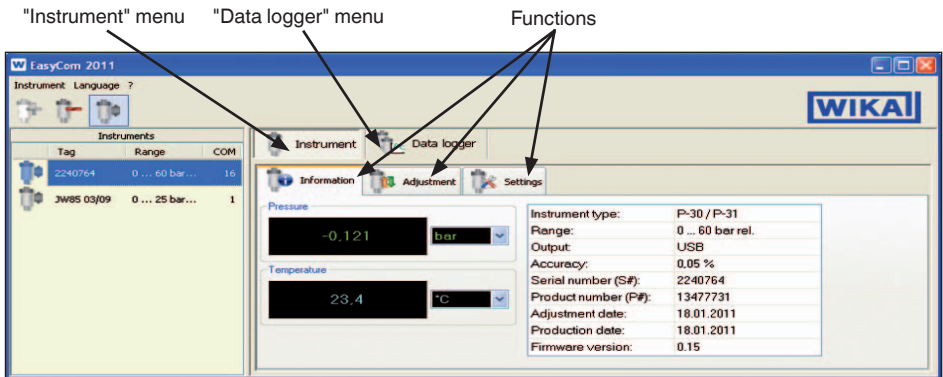 "Instrument" menu "Data logger" menu Functions
EasyCom 2011
Instrument Language ?
WIKA
Instruments
Tag Range COM
2240764 0 ... 60 bar... 16
JW85 03/09 0 ... 25 bar... 1
Instrument Data logger
Information Adjustment Settings
Pressure
-0,121 bar
Temperature
23,4 °C
Instrument type: P-30 / P-31
Range: 0 ... 60 bar rel.
Output: USB
Accuracy: 0,05 %
Serial number (S#): 2240764
Product number (P#): 13477731
Adjustment date: 18.01.2011
Production date: 18.01.2011
Firmware version: 0.15